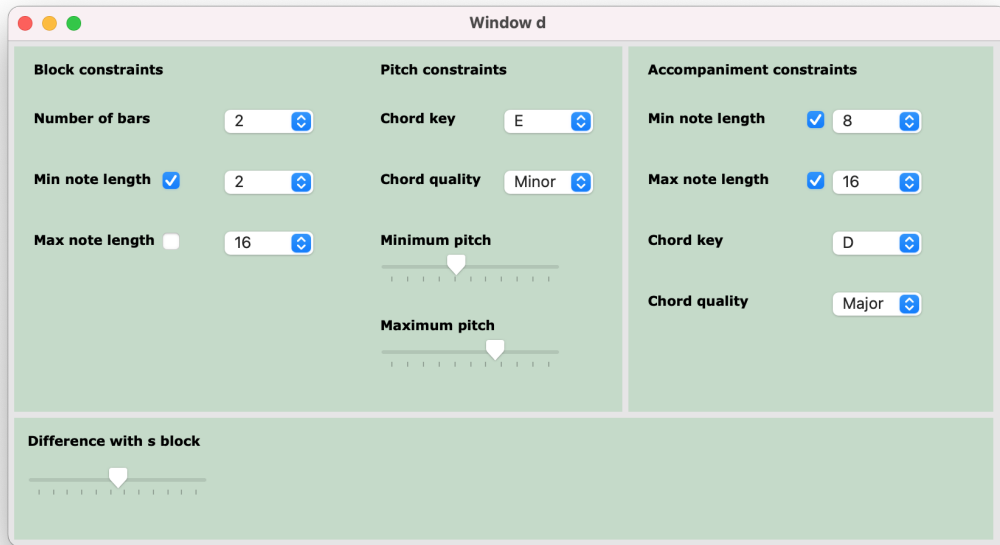 Window d
Block constraints
Number of bars 2
Min note length 2
Max note length 16
Pitch constraints
Chord key E
Chord quality Minor
Minimum pitch
Maximum pitch
Accompaniment constraints
Min note length 8
Max note length 16
Chord key D
Chord quality Major
Difference with s block